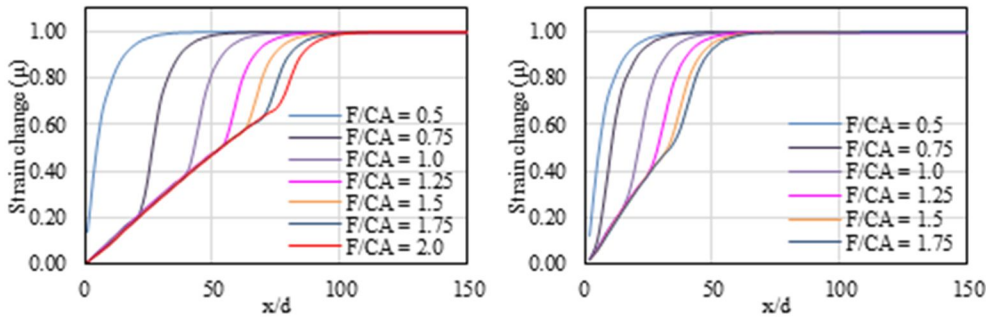 Strain change (μ)
1.00
0.80
0.60
0.40
0.20
0.00
F/CA = 0.5
F/CA = 0.75
F/CA = 1.0
F/CA = 1.25
F/CA = 1.5
F/CA = 1.75
F/CA = 2.0
0 50 100 150
x/d
Strain change (μ)
1.00
0.80
0.60
0.40
0.20
0.00
F/CA = 0.5
F/CA = 0.75
F/CA = 1.0
F/CA = 1.25
F/CA = 1.5
F/CA = 1.75
0 50 100 150
x/d